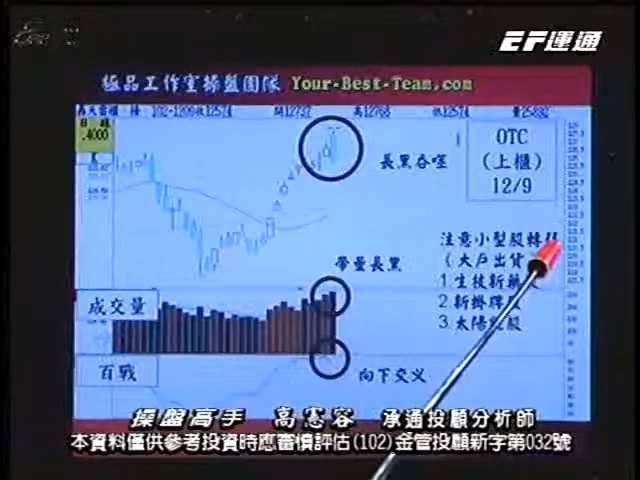 EF運通
極品工作室操盤團隊 Your-Best-Team.com
日線
.4000
OTC
(上櫃)
12/9
長黑吞噬
注意小型股轉弱
(大戶出貨
帶量長黑
1.生技新藥
2.新掛牌
3.太陽能股
成交量
百戰
向下交叉
操盤高手 高憲容 承通投顧分析師
本資料僅供參考投資時應審慎評估(102)金管投顧新字第032號